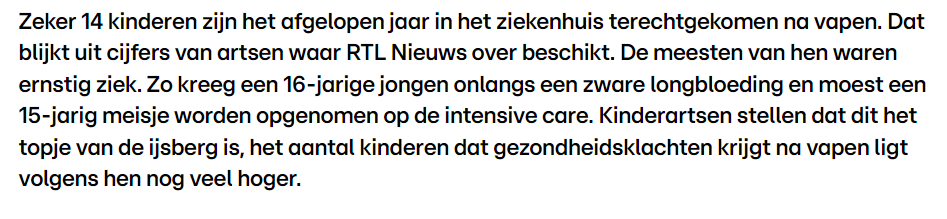 Zeker 14 kinderen zijn het afgelopen jaar in het ziekenhuis terechtgekomen na vapen. Dat
blijkt uit cijfers van artsen waar RTL Nieuws over beschikt. De meesten van hen waren
ernstig ziek. Zo kreeg een 16-jarige jongen onlangs een zware longbloeding en moest een
15-jarig meisje worden opgenomen op de intensive care. Kinderartsen stellen dat dit het
topje van de ijsberg is, het aantal kinderen dat gezondheidsklachten krijgt na vapen ligt
volgens hen nog veel hoger.